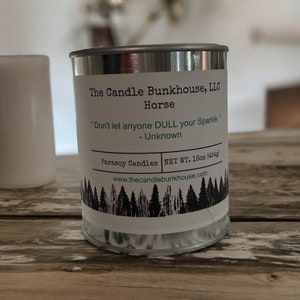 The Candle Bunkhouse, LLC
Horse
"Don't let anyone DULL your Sparkle."
- Unknown
Parasoy Candles | NET WT. 16oz (454g)
www.thecandlebunkhouse.com